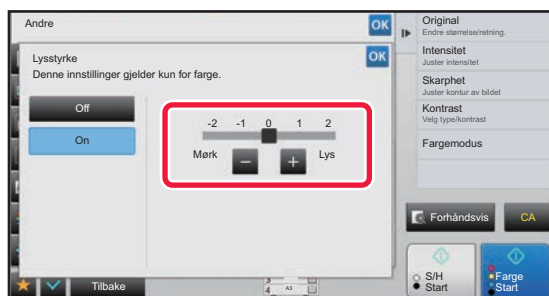 Andre
OK
Lysstyrke
OK
Denne innstillinger gjelder kun for farge.
Off
On
-2 -1 0 1 2
Mørk
Lys
Tilbake
3
4
A3
Original
Endre størrelse/retning.
Intensitet
Juster intensitet
Skarphet
Juster kontur av bildet
Kontrast
Velg type/kontrast
Fargemodus
Forhåndsvis
CA
S/H
Start
Farge
Start